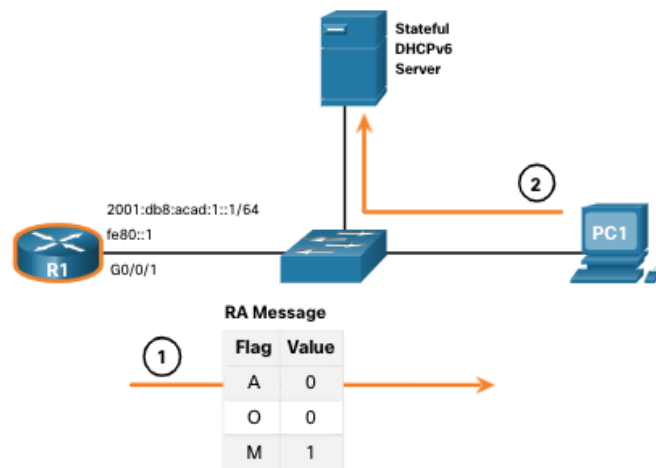 Stateful
DHCPv6
Server
2
2001:db8:acad:1::1/64
fe80::1
R1
G0/0/1
PC1
RA Message
1
Flag Value
A 0
O 0
M 1